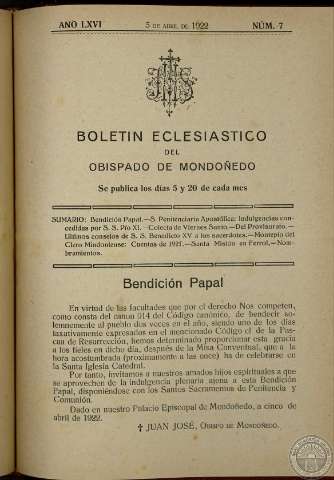 AÑO LXVI 5 DE ABRIL DE 1922 NÚM. 7
BOLETIN ECLESIASTICO
DEL
OBISPADO DE MONDOÑEDO
Se publica los días 5 y 20 de cada mes
SUMARIO: Bendición Papal.—S. Penitenciaría Apostólica: Indulgencias con-
cedidas por S. S. Pío XI.—Colecta de Viernes Santo.—Del Provisorato.—
Ultimos consejos de S. S. Benedicto XV a los sacerdotes.—Montepío del
Clero Mindoniense: Cuentas de 1921.—Santa Misión en Ferrol.—Nom-
bramientos.
Bendición Papal
En virtud de las facultades que por el derecho Nos competen,
como consta del canon 914 del Código canónico, de bendecir so-
lemnemente al pueblo dos veces en el año, siendo uno de los días
taxativamente expresados en el mencionado Código el de la Pas-
cua de Resurrección, hemos determinado proporcionar esta gracia
a los fieles en dicho día, después de la Misa Conventual, que a la
hora acostumbrada (proximamente a las once) ha de celebrarse en
la Santa Iglesia Catedral.
Por tanto, invitamos a nuestros amados hijos espirituales a que
se aprovechen de la indulgencia plenaria ajena a esta Bendición
Papal, disponiéndose con los Santos Sacramentos de Penitencia y
Comunión.
Dado en nuestro Palacio Episcopal de Mondoñedo, a cinco de
abril de 1922.
† JUAN JOSÉ, OBISPO DE MONDOÑEDO.